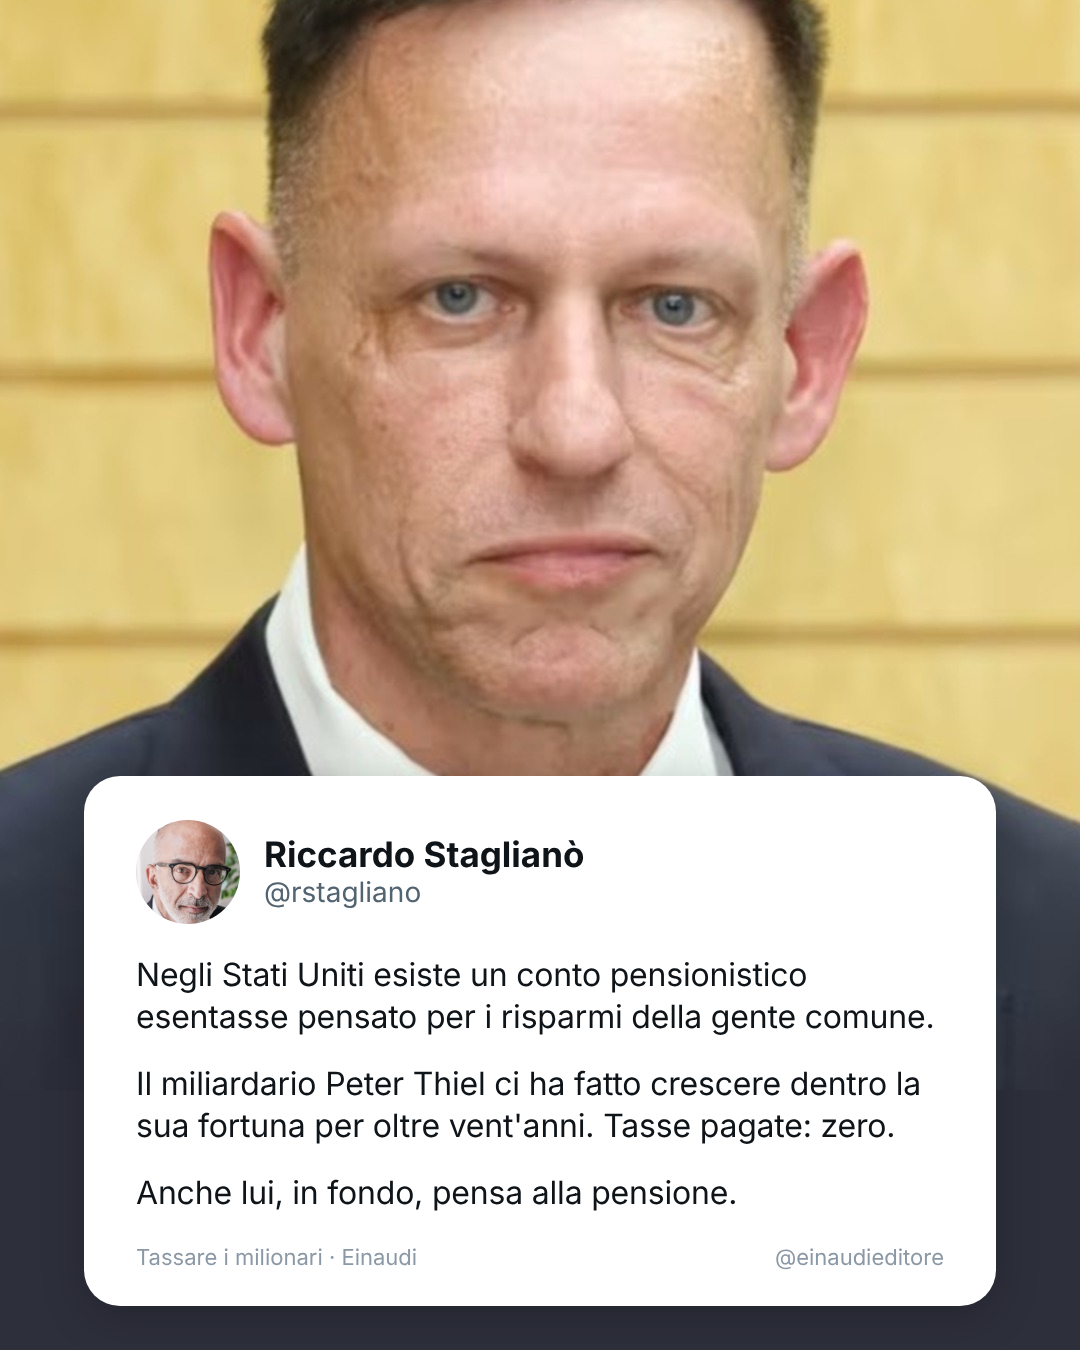 Riccardo Staglianò
@rstagliano
Negli Stati Uniti esiste un conto pensionistico
esentasse pensato per i risparmi della gente comune.
Il miliardario Peter Thiel ci ha fatto crescere dentro la
sua fortuna per oltre vent'anni. Tasse pagate: zero.
Anche lui, in fondo, pensa alla pensione.
Tassare i milionari · Einaudi
@einaudieditore